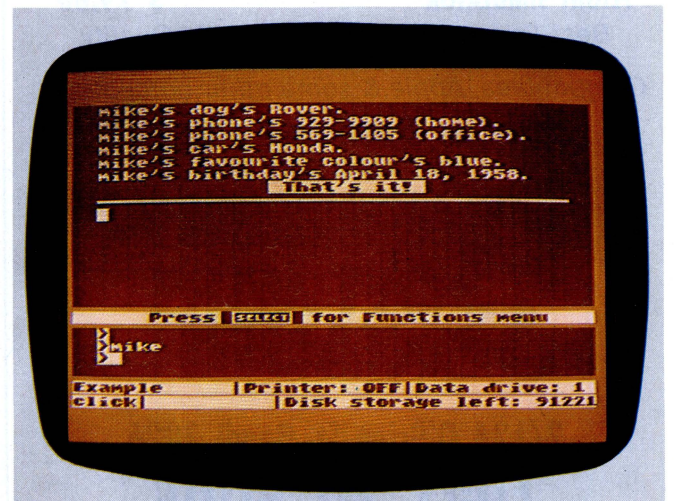 mike's dog's Rover.
mike's phone's 929-9909 (home).
mike's phone's 569-1405 (office).
mike's car's Honda.
mike's favourite colour's blue.
mike's birthday's April 18, 1958.
That's it!
Press SELECT for Functions menu
>
>mike
>
Example |Printer: OFF|Data drive: 1
click| |Disk storage left: 91221